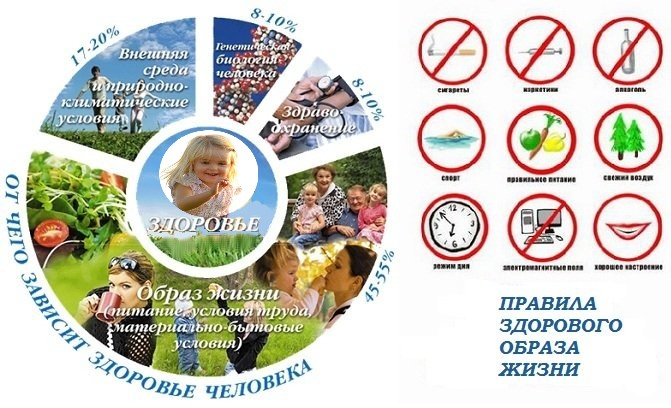 17-20%
Внешняя
среда
и природно-
климатические
условия
8-10%
Генетическая
биология
человека
8-10%
Здраво-
охранение
ЗДОРОВЬЕ
45-55%
Образ жизни
(питание, условия труда,
материально-бытовые
условия)
ОТ ЧЕГО ЗАВИСИТ ЗДОРОВЬЕ ЧЕЛОВЕКА
сигареты
наркотики
алкоголь
спорт
правильное питание
свежий воздух
режим дня
электромагнитные поля
хорошее настроение
ПРАВИЛА
ЗДОРОВОГО
ОБРАЗА
ЖИЗНИ